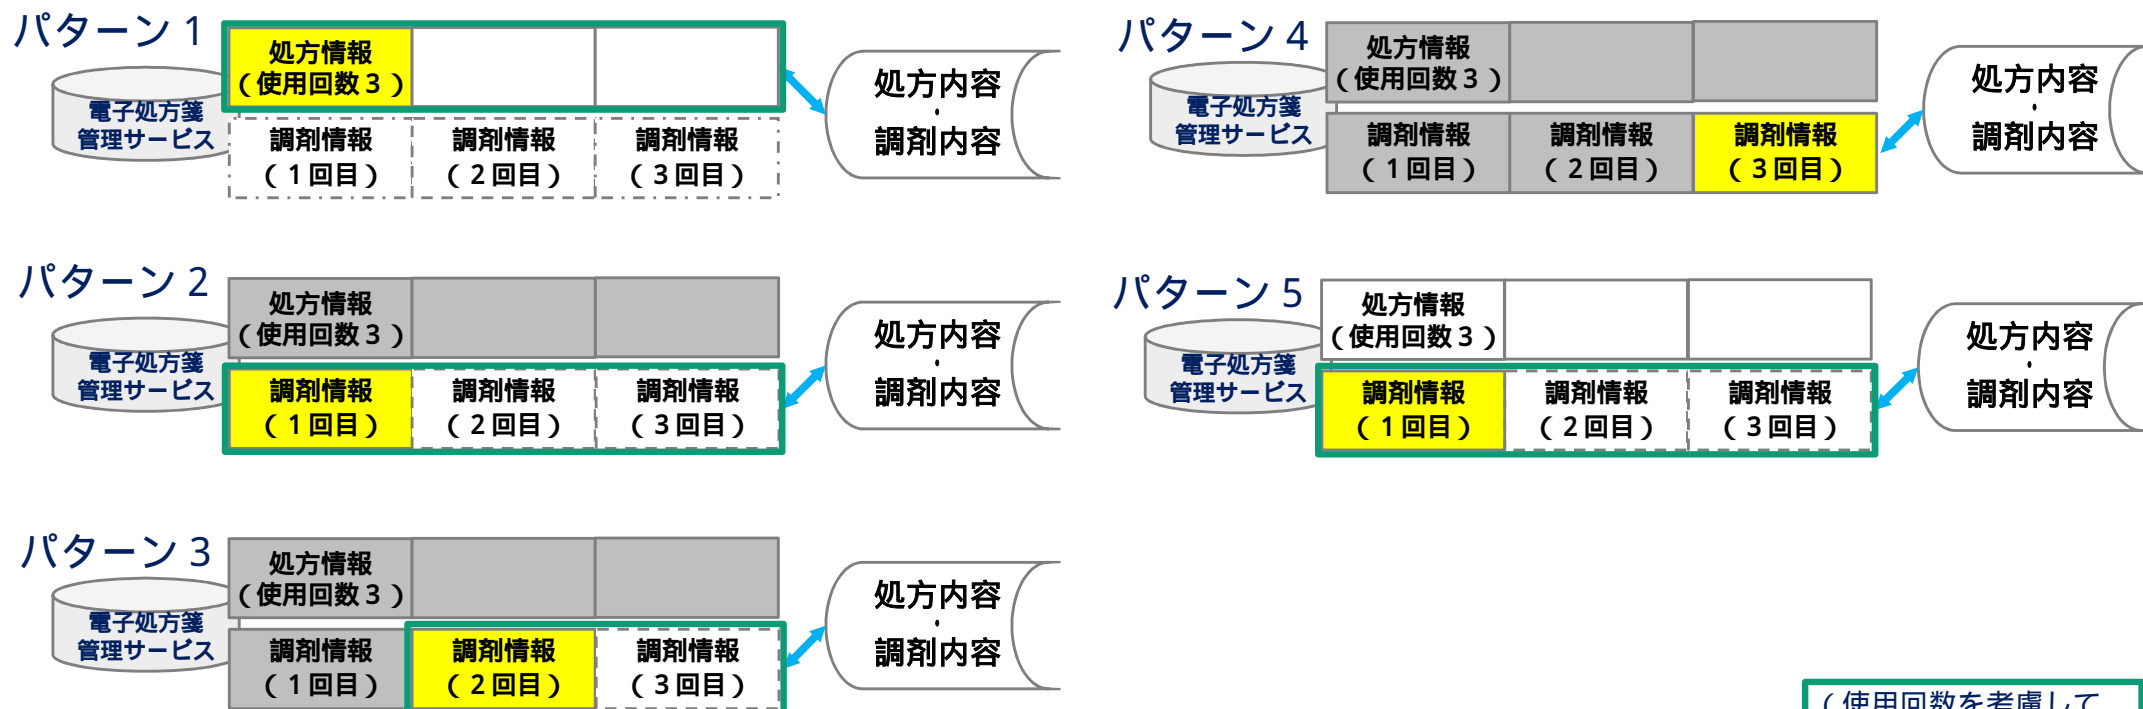 パターン１
処方情報
（使用回数３）
電子処方箋
管理サービス
調剤情報
（１回目）
調剤情報
（２回目）
調剤情報
（３回目）
処方内容
・
調剤内容
パターン２
処方情報
（使用回数３）
電子処方箋
管理サービス
調剤情報
（１回目）
調剤情報
（２回目）
調剤情報
（３回目）
処方内容
・
調剤内容
パターン３
処方情報
（使用回数３）
電子処方箋
管理サービス
調剤情報
（１回目）
調剤情報
（２回目）
調剤情報
（３回目）
処方内容
・
調剤内容
パターン４
処方情報
（使用回数３）
電子処方箋
管理サービス
調剤情報
（１回目）
調剤情報
（２回目）
調剤情報
（３回目）
処方内容
・
調剤内容
パターン５
処方情報
（使用回数３）
電子処方箋
管理サービス
調剤情報
（１回目）
調剤情報
（２回目）
調剤情報
（３回目）
処方内容
・
調剤内容
（使用回数を考慮して